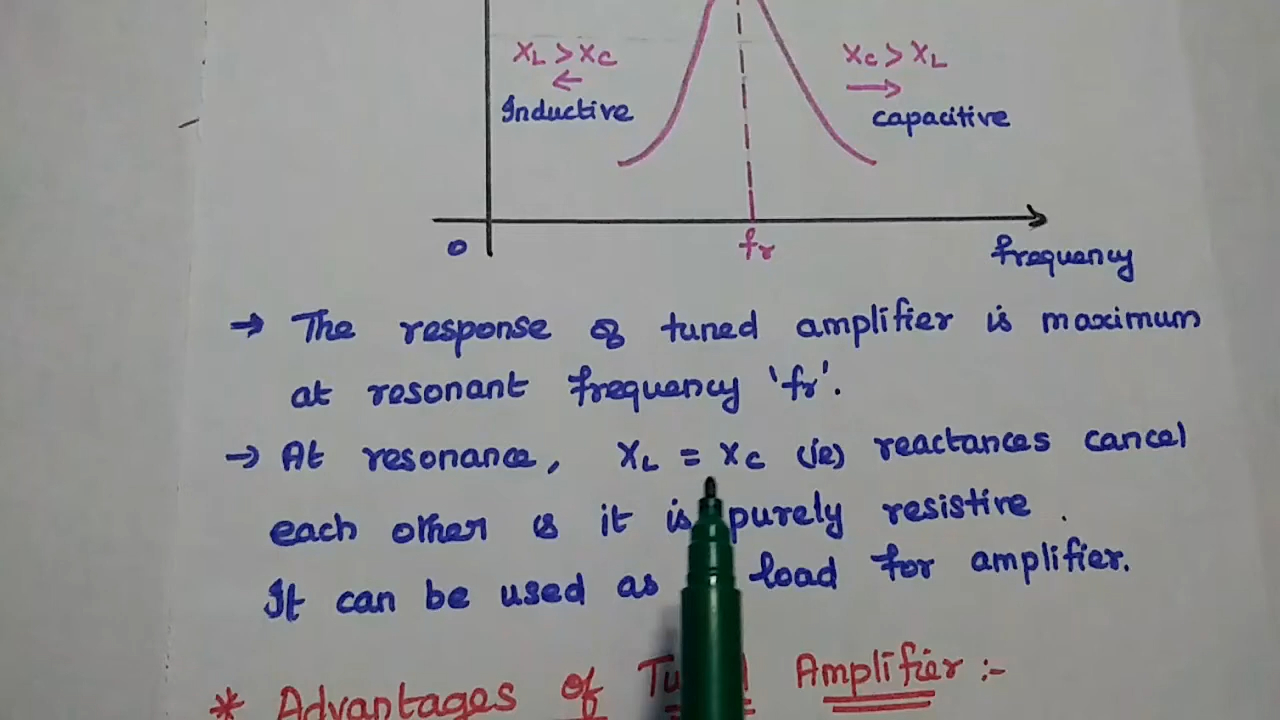 XL > XC
←
Inductive
XC > XL
→
capacitive
0
fr
frequency
→ The response of tuned amplifier is maximum
at resonant frequency 'fr'.
→ At resonance, XL = XC (ie) reactances cancel
each other & it is purely resistive.
It can be used as load for amplifier.
* Advantages of Amplifier :-